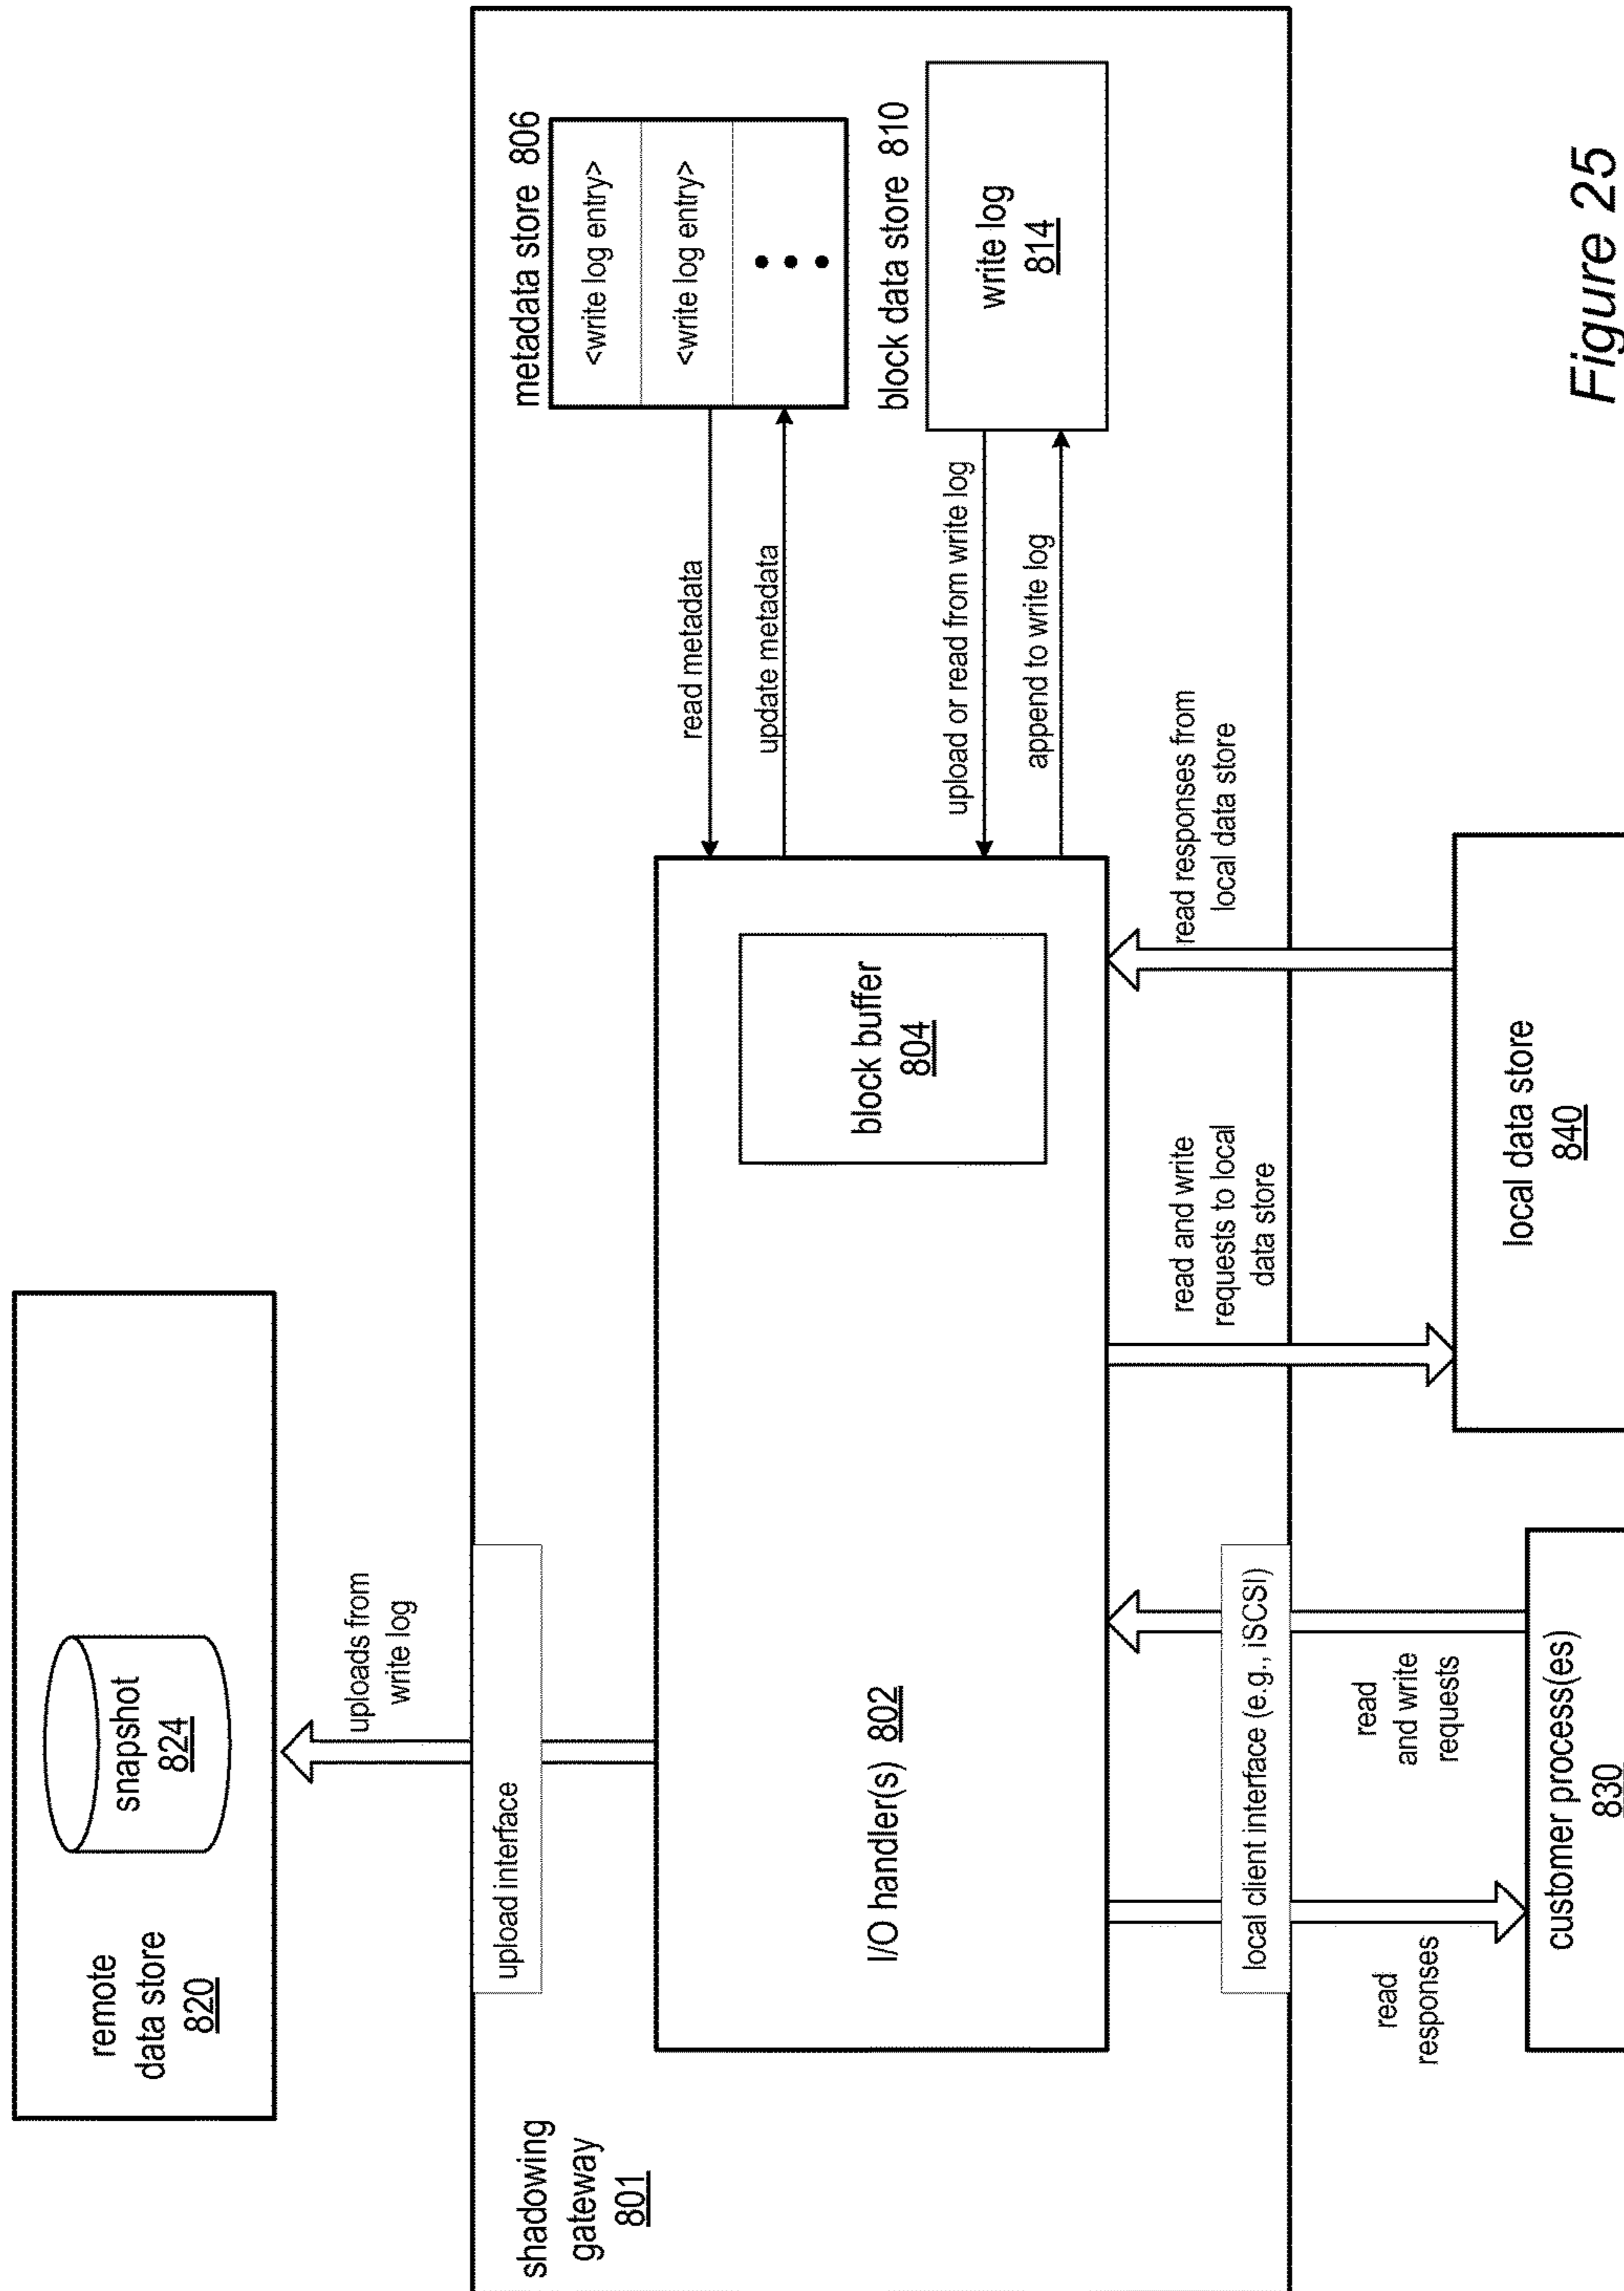 remote
data store
820
snapshot
824
uploads from
write log
shadowing
gateway
801
upload interface
I/O handler(s) 802
block buffer
804
read metadata
update metadata
metadata store 806
<write log entry>
<write log entry>
upload or read from write log
append to write log
block data store 810
write log
814
local client interface (e.g., iSCSI)
read
responses
read
and write
requests
read and write
requests to local
data store
read responses from
local data store
customer process(es)
830
local data store
840
Figure 25